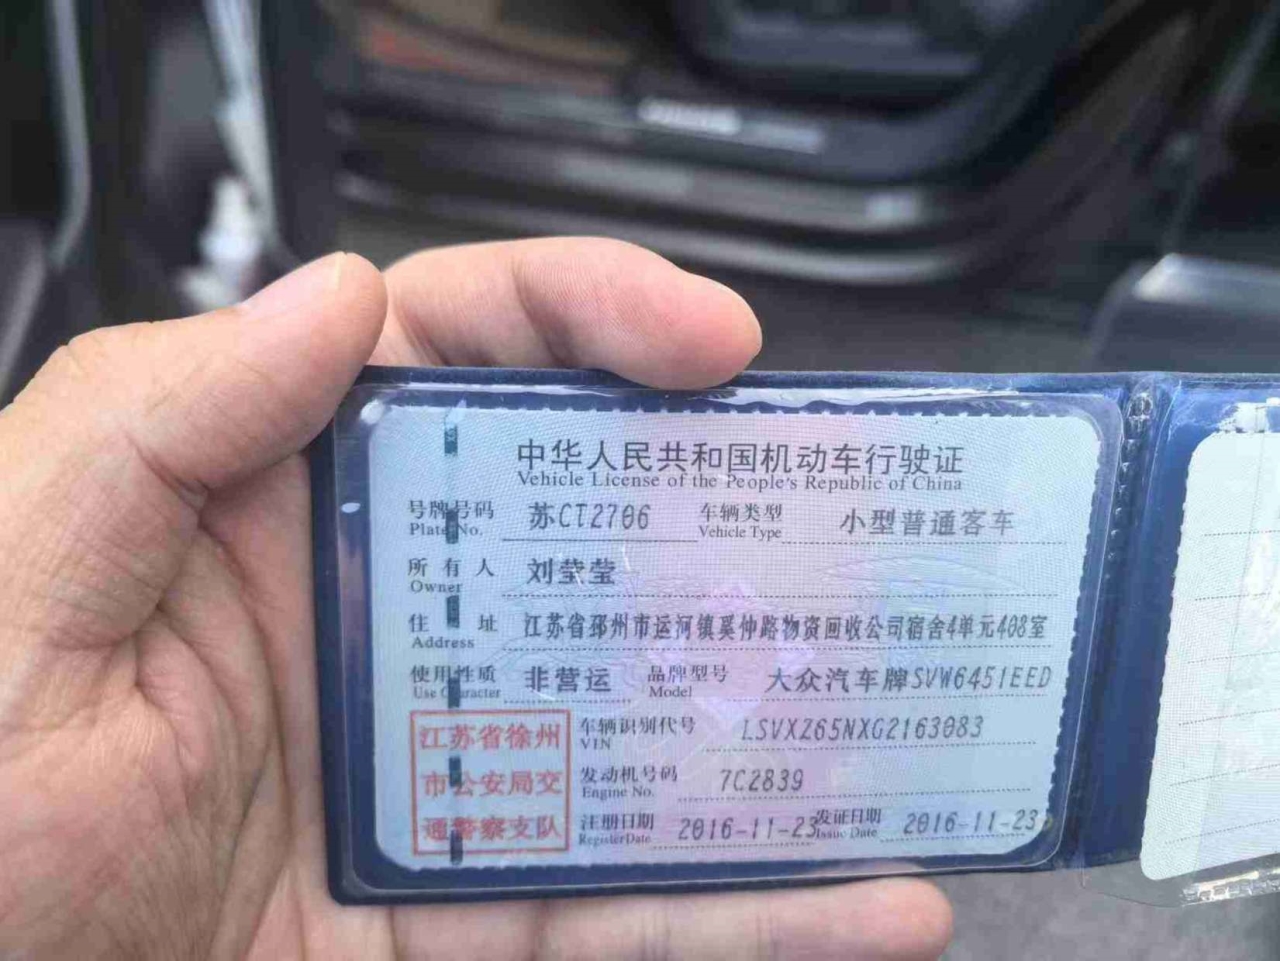 中华人民共和国机动车行驶证
Vehicle License of the People's Republic of China
号牌号码 苏CT2706 车辆类型 小型普通客车
Plate No. Vehicle Type
所有人 刘莹莹
Owner
住址 江苏省邳州市运河镇奚仲路物资回收公司宿舍4单元408室
Address
使用性质 非营运 品牌型号 大众汽车牌SVW6451EED
Use Character Model
江苏省徐州 车辆识别代号 LSVXZ65NXG2163083
VIN
市公安局交 发动机号码 7C2839
Engine No.
通警察支队 注册日期 2016-11-23 发证日期 2016-11-23
Register Date Issue Date